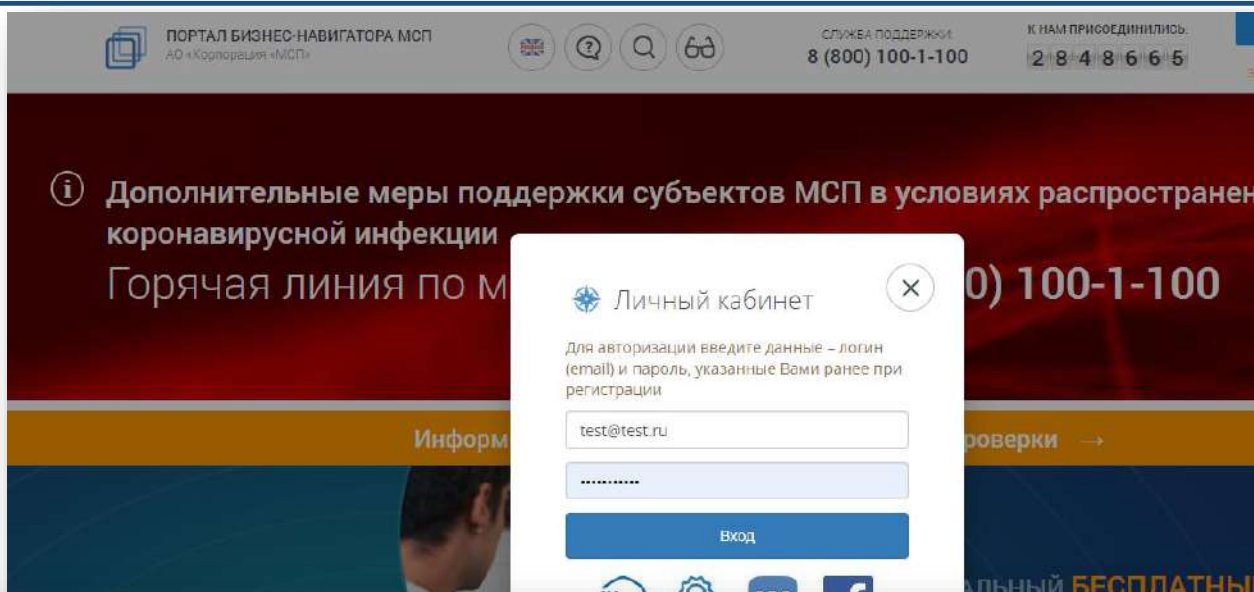 ПОРТАЛ БИЗНЕС-НАВИГАТОРА МСП
АО «Корпорация «МСП»
СЛУЖБА ПОДДЕРЖКИ:
8 (800) 100-1-100
К НАМ ПРИСОЕДИНИЛИСЬ:
2 8 4 8 6 6 5
Дополнительные меры поддержки субъектов МСП в условиях распространен
коронавирусной инфекции
Горячая линия по м
0) 100-1-100
Личный кабинет
Для авторизации введите данные – логин
(email) и пароль, указанные Вами ранее при
регистрации
test@test.ru
Информ
роверки →
Вход
АЛЬНЫЙ БЕСПЛАТНЫ